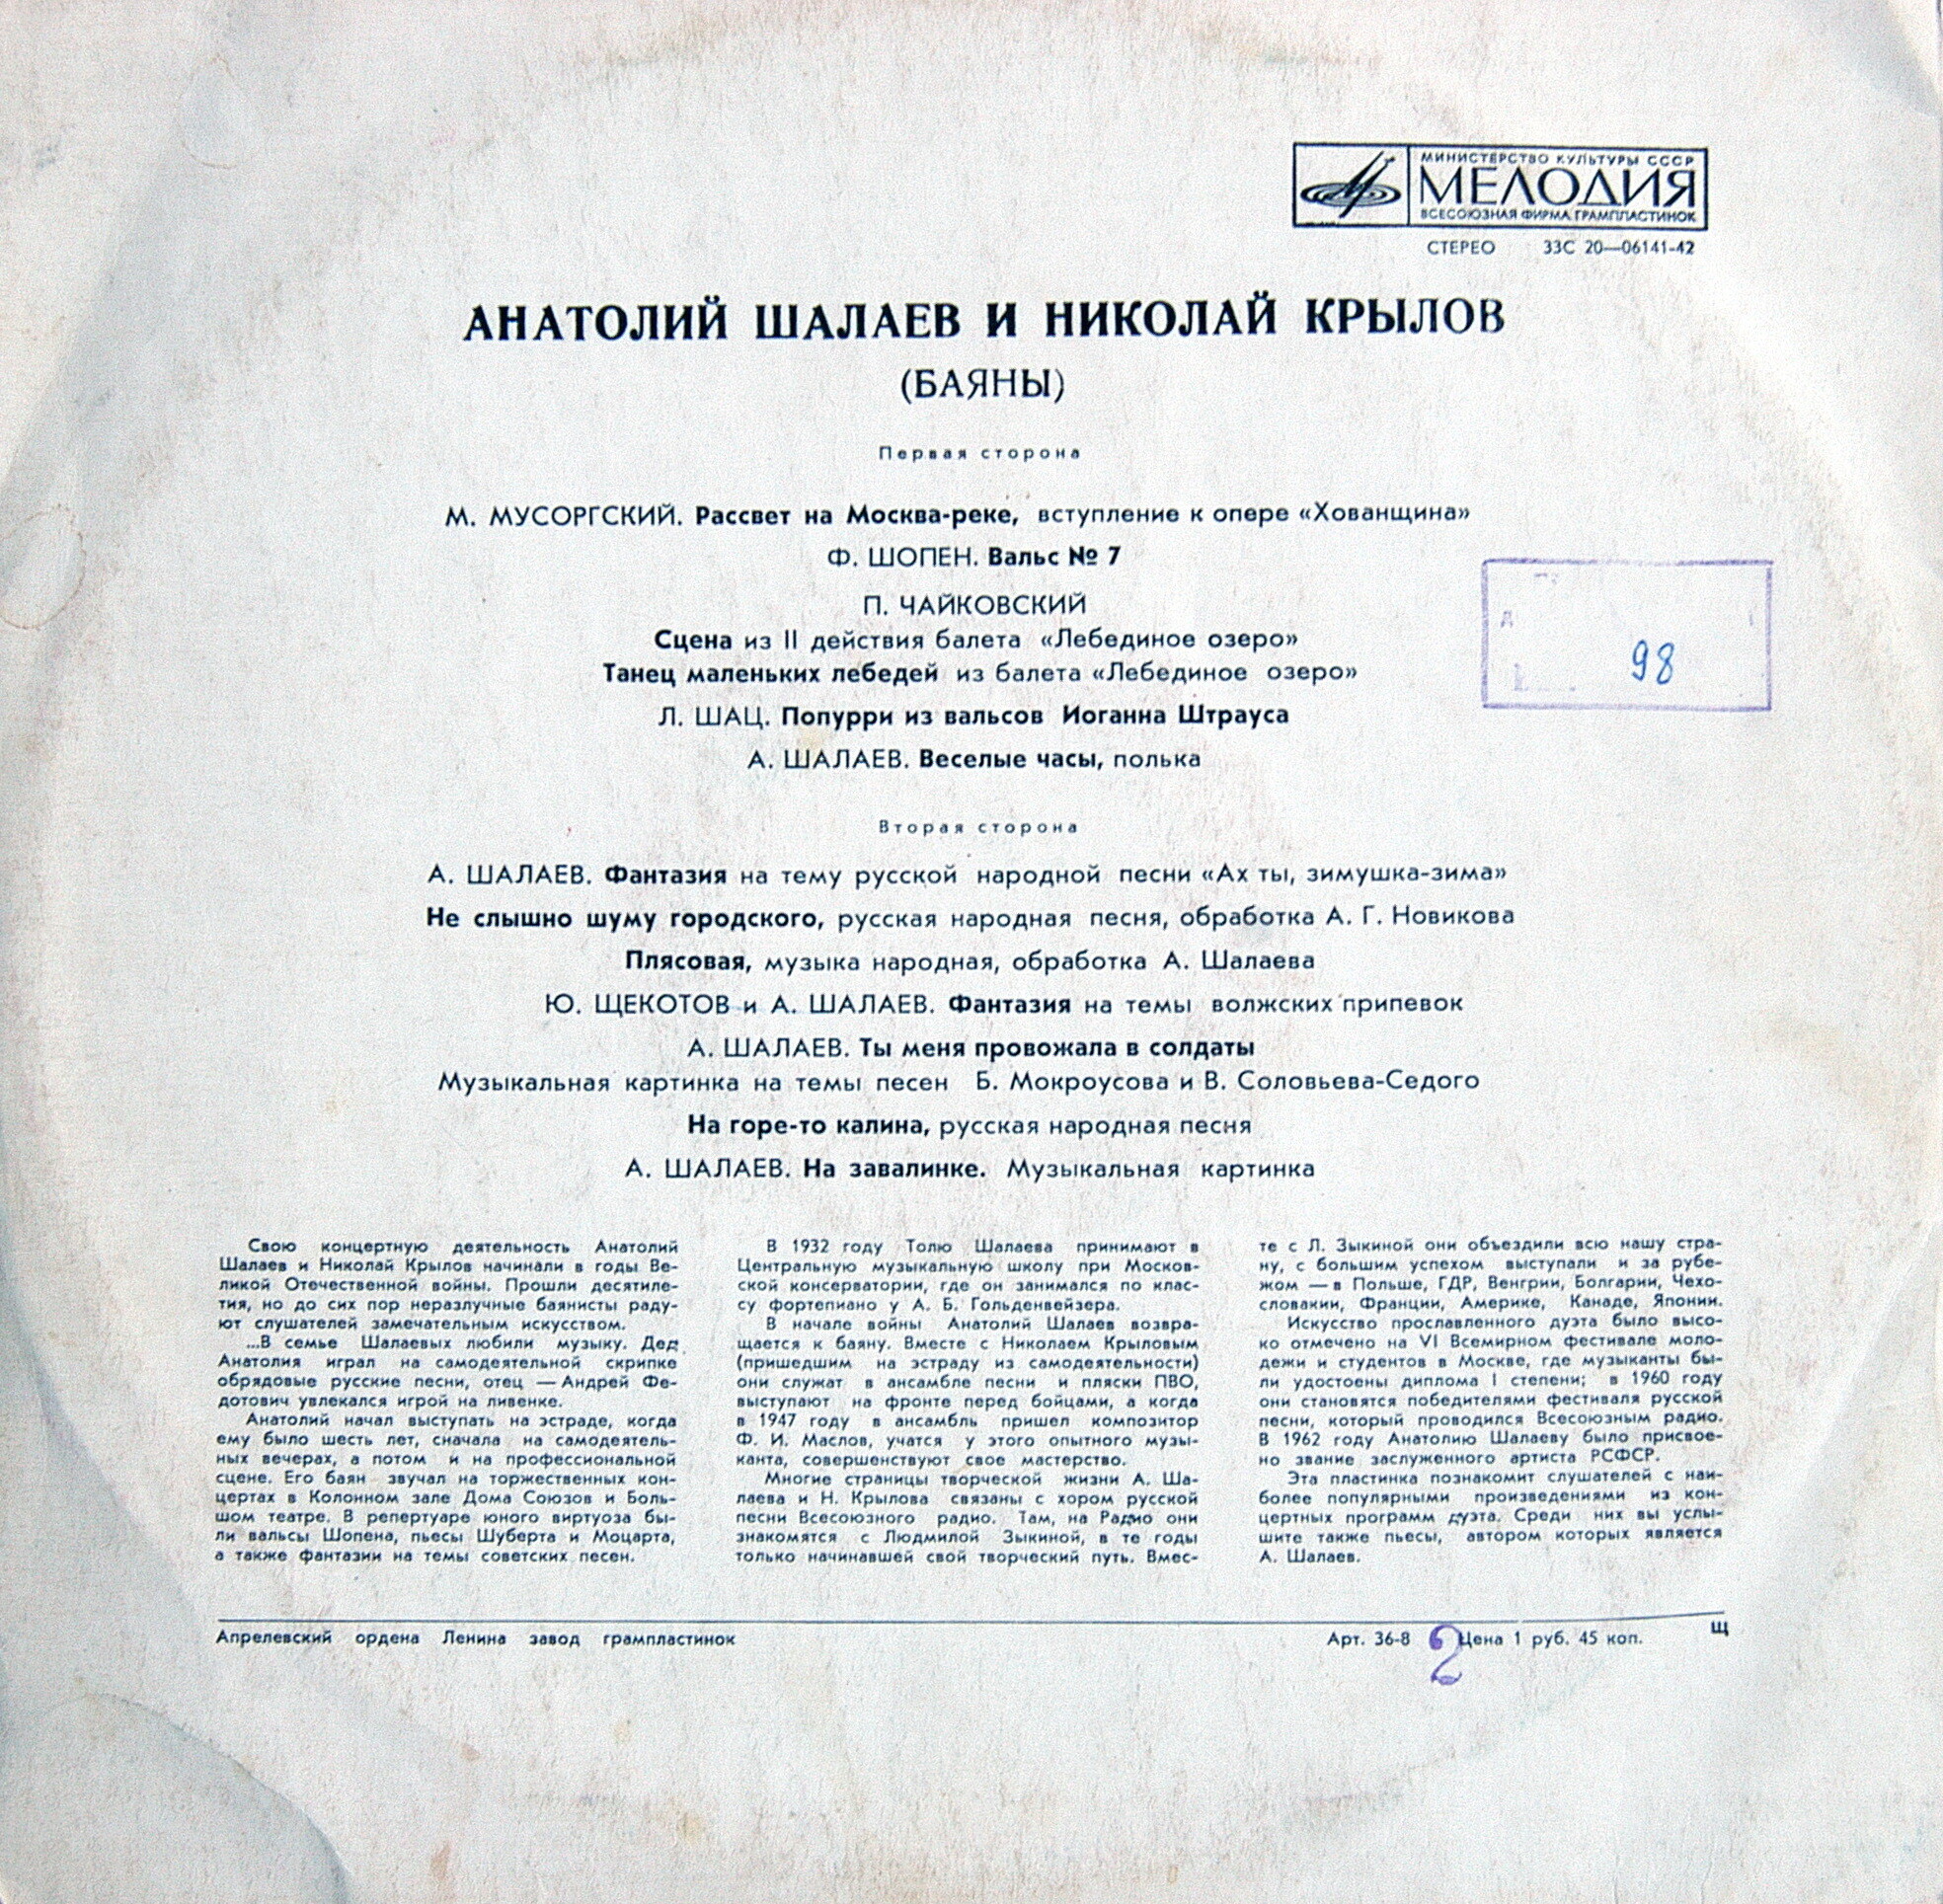 МИНИСТЕРСТВО КУЛЬТУРЫ СССР
МЕЛОДИЯ
ВСЕСОЮЗНАЯ ФИРМА ГРАМПЛАСТИНОК
СТЕРЕО 33С 20—06141-42
АНАТОЛИЙ ШАЛАЕВ И НИКОЛАЙ КРЫЛОВ
(БАЯНЫ)
Первая сторона
М. МУСОРГСКИЙ. Рассвет на Москва-реке, вступление к опере «Хованщина»
Ф. ШОПЕН. Вальс № 7
П. ЧАЙКОВСКИЙ
Сцена из II действия балета «Лебединое озеро»
Танец маленьких лебедей из балета «Лебединое озеро»
98
Л. ШАЦ. Попурри из вальсов Иоганна Штрауса
А. ШАЛАЕВ. Веселые часы, полька
Вторая сторона
А. ШАЛАЕВ. Фантазия на тему русской народной песни «Ах ты, зимушка-зима»
Не слышно шуму городского, русская народная песня, обработка А. Г. Новикова
Плясовая, музыка народная, обработка А. Шалаева
Ю. ЩЕКОТОВ и А. ШАЛАЕВ. Фантазия на темы волжских припевок
А. ШАЛАЕВ. Ты меня провожала в солдаты
Музыкальная картинка на темы песен Б. Мокроусова и В. Соловьева-Седого
На горе-то калина, русская народная песня
А. ШАЛАЕВ. На завалинке. Музыкальная картинка
Свою концертную деятельность Анатолий
Шалаев и Николай Крылов начинали в годы Ве-
ликой Отечественной войны. Прошли десятиле-
тия, но до сих пор неразлучные баянисты раду-
ют слушателей замечательным искусством.
...В семье Шалаевых любили музыку. Дед
Анатолия играл на самодеятельной скрипке
обрядовые русские песни, отец — Андрей Фе-
дотович увлекался игрой на ливенке.
Анатолий начал выступать на эстраде, когда
ему было шесть лет, сначала на самодеятель-
ных вечерах, а потом и на профессиональной
сцене. Его баян звучал на торжественных кон-
цертах в Колонном зале Дома Союзов и Боль-
шом театре. В репертуаре юного виртуоза бы-
ли вальсы Шопена, пьесы Шуберта и Моцарта,
а также фантазии на темы советских песен.
В 1932 году Толю Шалаева принимают в
Центральную музыкальную школу при Москов-
ской консерватории, где он занимался по клас-
су фортепиано у А. Б. Гольденвейзера.
В начале войны Анатолий Шалаев возвра-
щается к баяну. Вместе с Николаем Крыловым
(пришедшим на эстраду из самодеятельности)
они служат в ансамбле песни и пляски ПВО,
выступают на фронте перед бойцами, а когда
в 1947 году в ансамбль пришел композитор
Ф. И. Маслов, учатся у этого опытного музы-
канта, совершенствуют свое мастерство.
Многие страницы творческой жизни А. Ша-
лаева и Н. Крылова связаны с хором русской
песни Всесоюзного радио. Там, на Радио они
знакомятся с Людмилой Зыкиной, в те годы
только начинавшей свой творческий путь. Вмес-
те с Л. Зыкиной они объездили всю нашу стра-
ну, с большим успехом выступали и за рубе-
жом — в Польше, ГДР, Венгрии, Болгарии, Чехо-
словакии, Франции, Америке, Канаде, Японии.
Искусство прославленного дуэта было высо-
ко отмечено на VI Всемирном фестивале моло-
дежи и студентов в Москве, где музыканты бы-
ли удостоены диплома I степени; в 1960 году
они становятся победителями фестиваля русской
песни, который проводился Всесоюзным радио.
В 1962 году Анатолию Шалаеву было присвое-
но звание заслуженного артиста РСФСР.
Эта пластинка познакомит слушателей с наи-
более популярными произведениями из кон-
цертных программ дуэта. Среди них вы услы-
шите также пьесы, автором которых является
А. Шалаев.
Апрелевский ордена Ленина завод грампластинок Арт. 36-8 2 Цена 1 руб. 45 коп. Щ